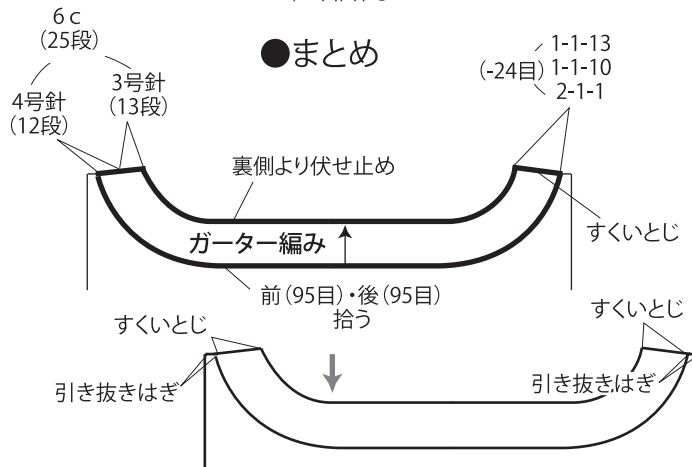 6c
(25段)
●まとめ
1-1-13
(-24目) 1-1-10
2-1-1
3号針
(13段)
4号針
(12段)
裏側より伏せ止め
すくいとじ
ガーター編み
前(95目)・後(95目)
拾う
すくいとじ
すくいとじ
引き抜きはぎ
引き抜きはぎ